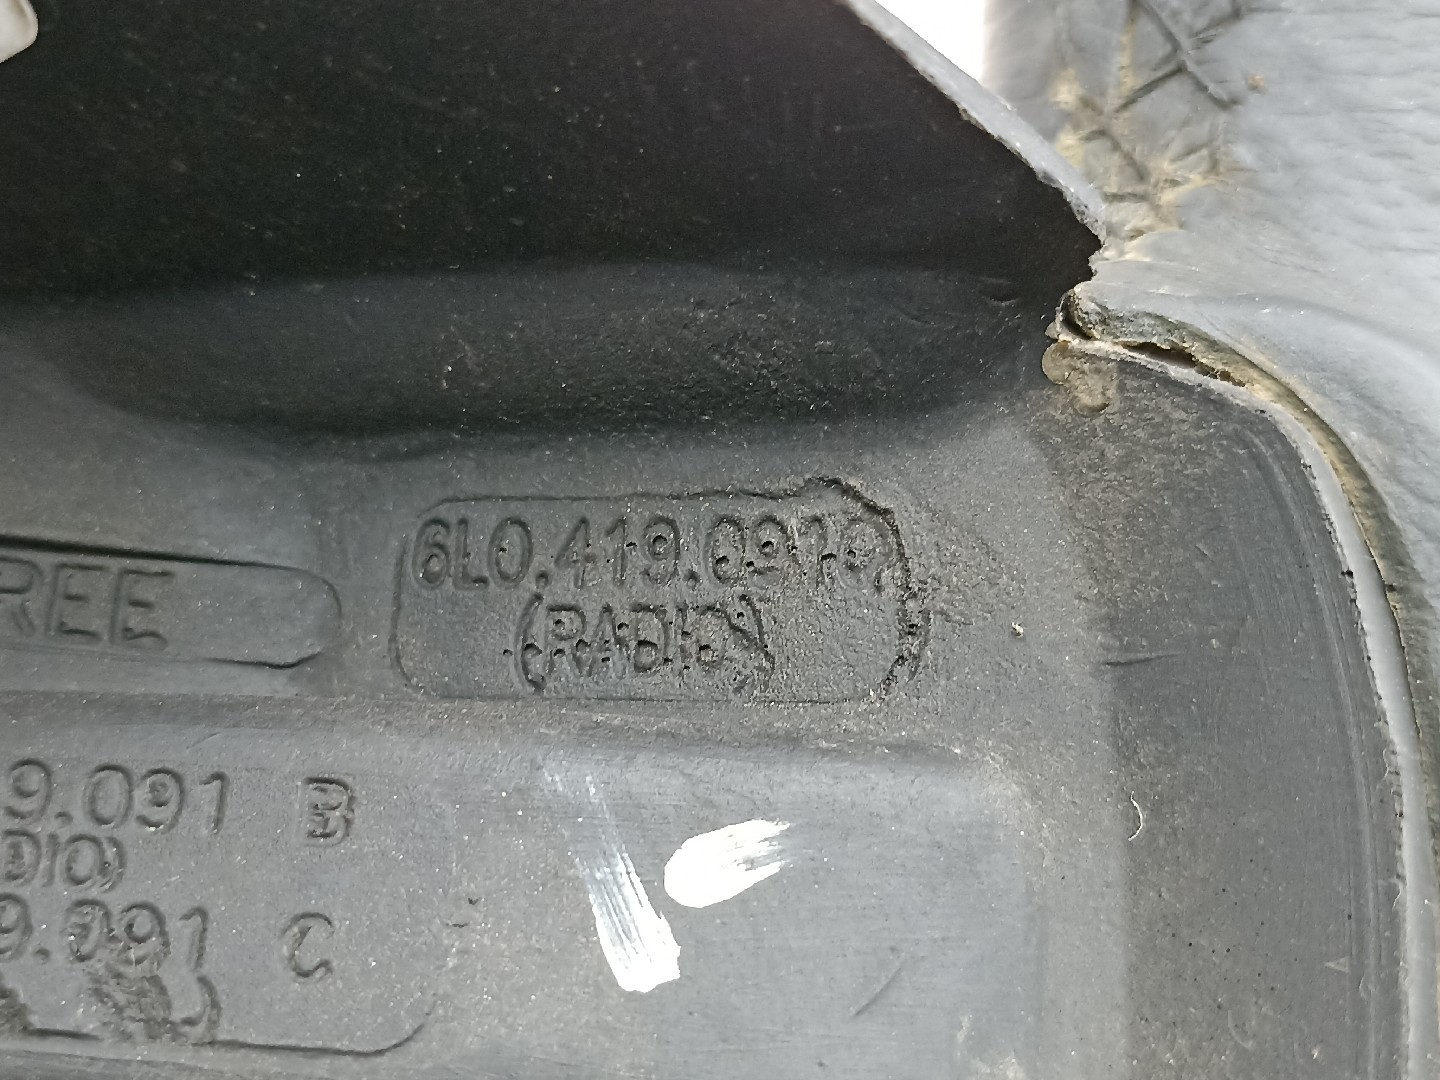 REE
6L0.419.091
(RADIO)
9.091 B
DIO)
9.091 C